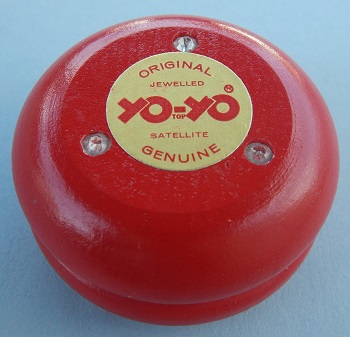 ORIGINAL
JEWELLED
YO-YO ®
TOP
SATELLITE
GENUINE